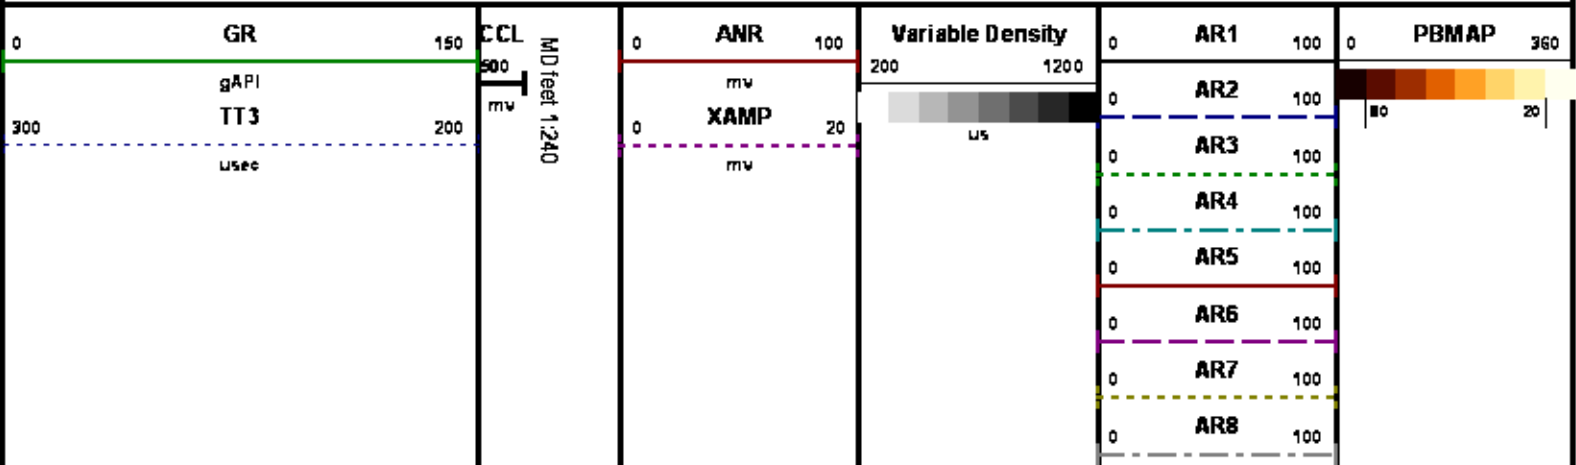 GR
0 150
gAPI
TT3
300 200
usec
CCL
500
mv
MD feet 1:240
ANR
0 100
mv
XAMP
0 20
mv
Variable Density
200 1200
us
AR1
0 100
AR2
0 100
AR3
0 100
AR4
0 100
AR5
0 100
AR6
0 100
AR7
0 100
AR8
0 100
PBMAP
0 360
20